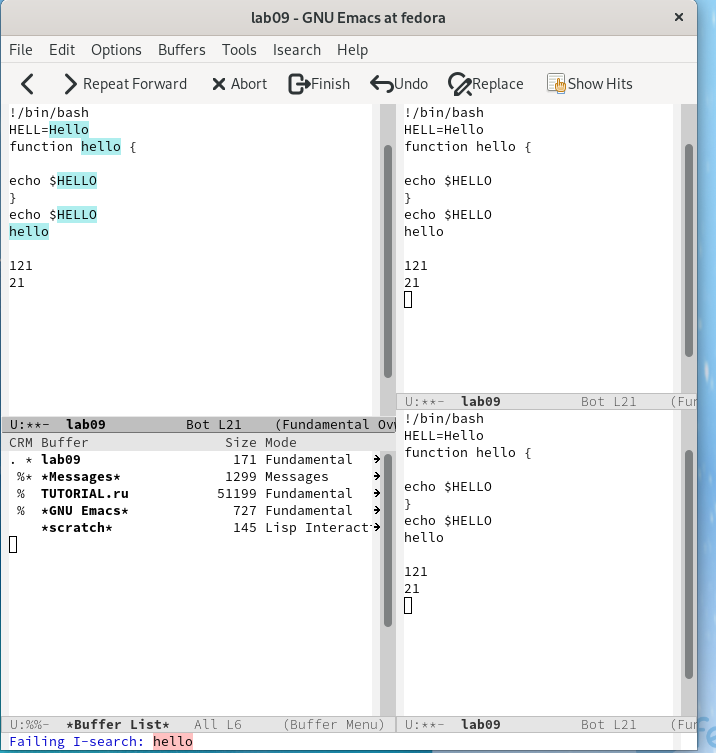 lab09 - GNU Emacs at fedora
File Edit Options Buffers Tools Isearch Help
Repeat Forward Abort Finish Undo Replace Show Hits
!/bin/bash
HELL=Hello
function hello {
echo $HELLO
}
echo $HELLO
hello
121
21
U:**- lab09 Bot L21 (Fundamental Ov
CRM Buffer Size Mode
. * lab09 171 Fundamental
%* *Messages* 1299 Messages
% TUTORIAL.ru 51199 Fundamental
% *GNU Emacs* 727 Fundamental
*scratch* 145 Lisp Interact
U:%%- *Buffer List* All L6 (Buffer Menu)
!/bin/bash
HELL=Hello
function hello {
echo $HELLO
}
echo $HELLO
hello
121
21
U:**- lab09 Bot L21 (Fun
!/bin/bash
HELL=Hello
function hello {
echo $HELLO
}
echo $HELLO
hello
121
21
U:**- lab09 Bot L21 (Fun
Failing I-search: hello